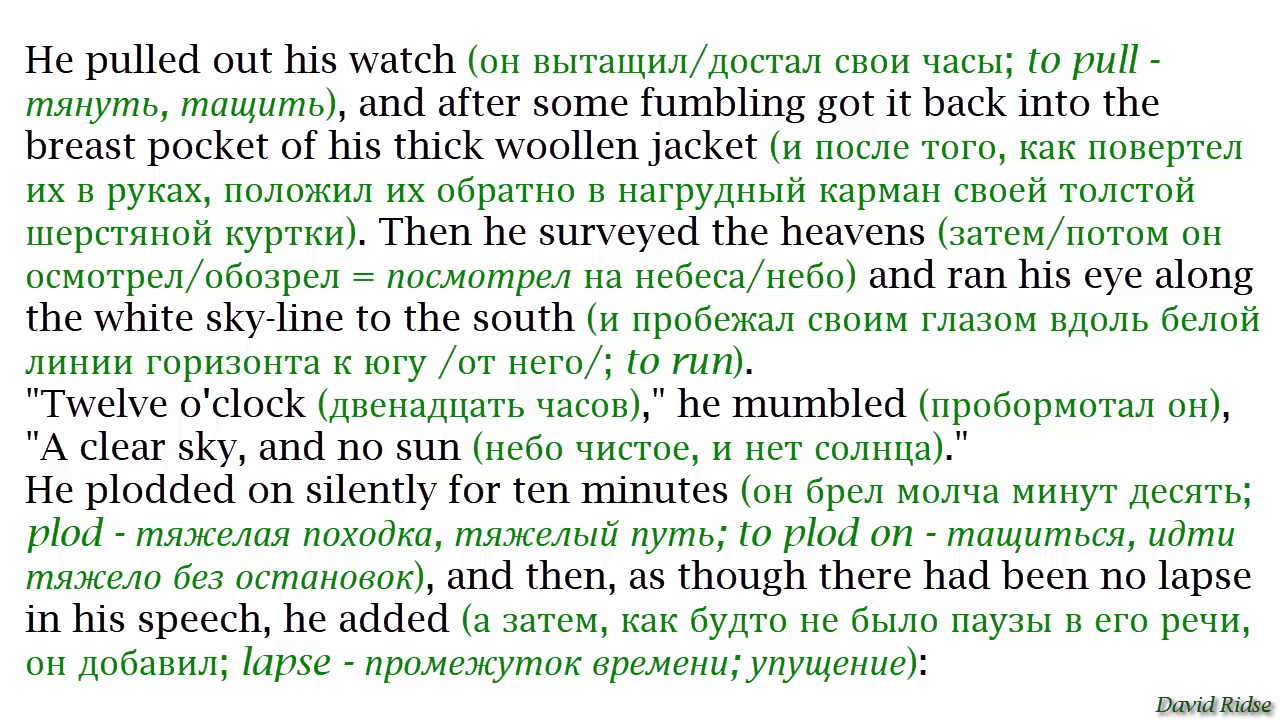 He pulled out his watch (он вытащил/достал свои часы; to pull -
тянуть, тащить), and after some fumbling got it back into the
breast pocket of his thick woollen jacket (и после того, как повертел
их в руках, положил их обратно в нагрудный карман своей толстой
шерстяной куртки). Then he surveyed the heavens (затем/потом он
осмотрел/обозрел = посмотрел на небеса/небо) and ran his eye along
the white sky-line to the south (и пробежал своим глазом вдоль белой
линии горизонта к югу /от него/; to run).
"Twelve o'clock (двенадцать часов)," he mumbled (пробормотал он),
"A clear sky, and no sun (небо чистое, и нет солнца)."
He plodded on silently for ten minutes (он брел молча минут десять;
plod - тяжелая походка, тяжелый путь; to plod on - тащиться, идти
тяжело без остановок), and then, as though there had been no lapse
in his speech, he added (а затем, как будто не было паузы в его речи,
он добавил; lapse - промежуток времени; упущение):
David Ridse